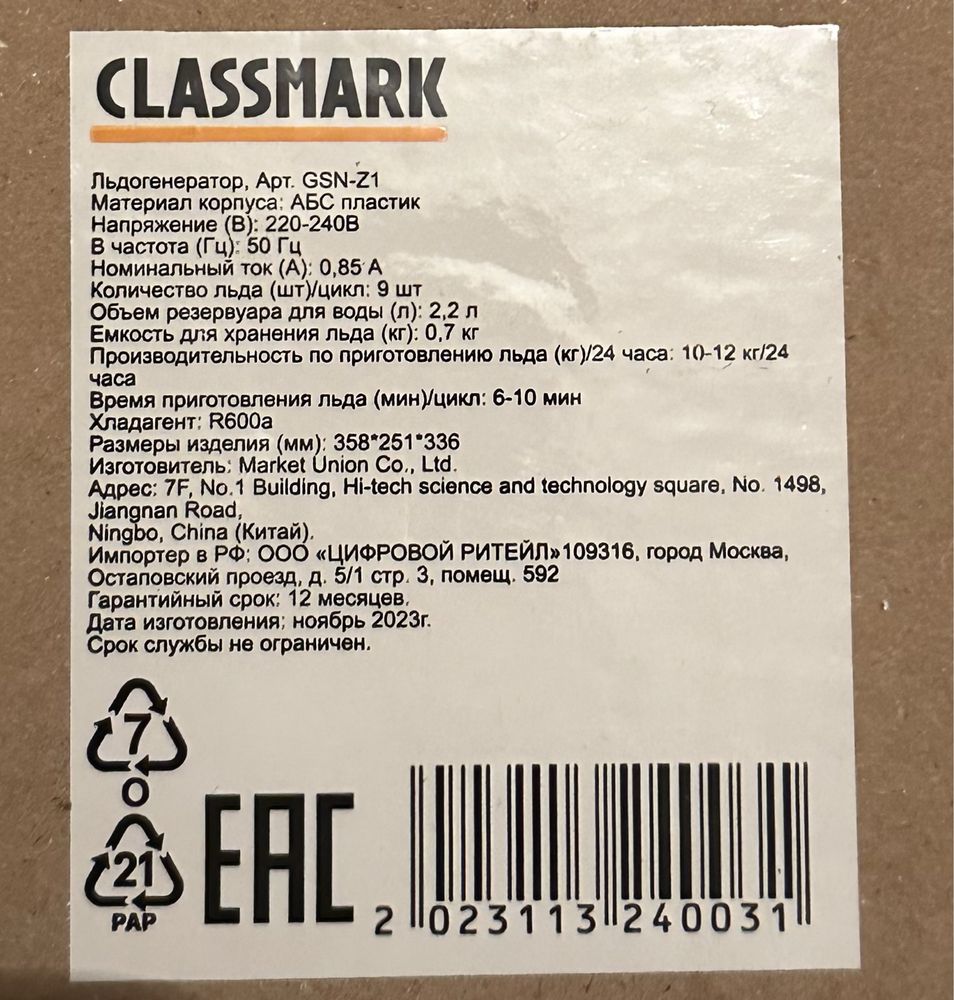 CLASSMARK
Льдогенератор, Арт. GSN-Z1
Материал корпуса: АБС пластик
Напряжение (В): 220-240В
В частота (Гц): 50 Гц
Номинальный ток (А): 0,85 А
Количество льда (шт)/цикл: 9 шт
Объем резервуара для воды (л): 2,2 л
Емкость для хранения льда (кг): 0,7 кг
Производительность по приготовлению льда (кг)/24 часа: 10-12 кг/24
часа
Время приготовления льда (мин)/цикл: 6-10 мин
Хладагент: R600a
Размеры изделия (мм): 358*251*336
Изготовитель: Market Union Co., Ltd.
Адрес: 7F, No.1 Building, Hi-tech science and technology square, No. 1498,
Jiangnan Road,
Ningbo, China (Китай).
Импортер в РФ: ООО «ЦИФРОВОЙ РИТЕЙЛ»109316, город Москва,
Остаповский проезд, д. 5/1 стр. 3, помещ. 592
Гарантийный срок: 12 месяцев.
Дата изготовления: ноябрь 2023г.
Срок службы не ограничен.
7
O
21
PAP
EAC
2 023113 240031